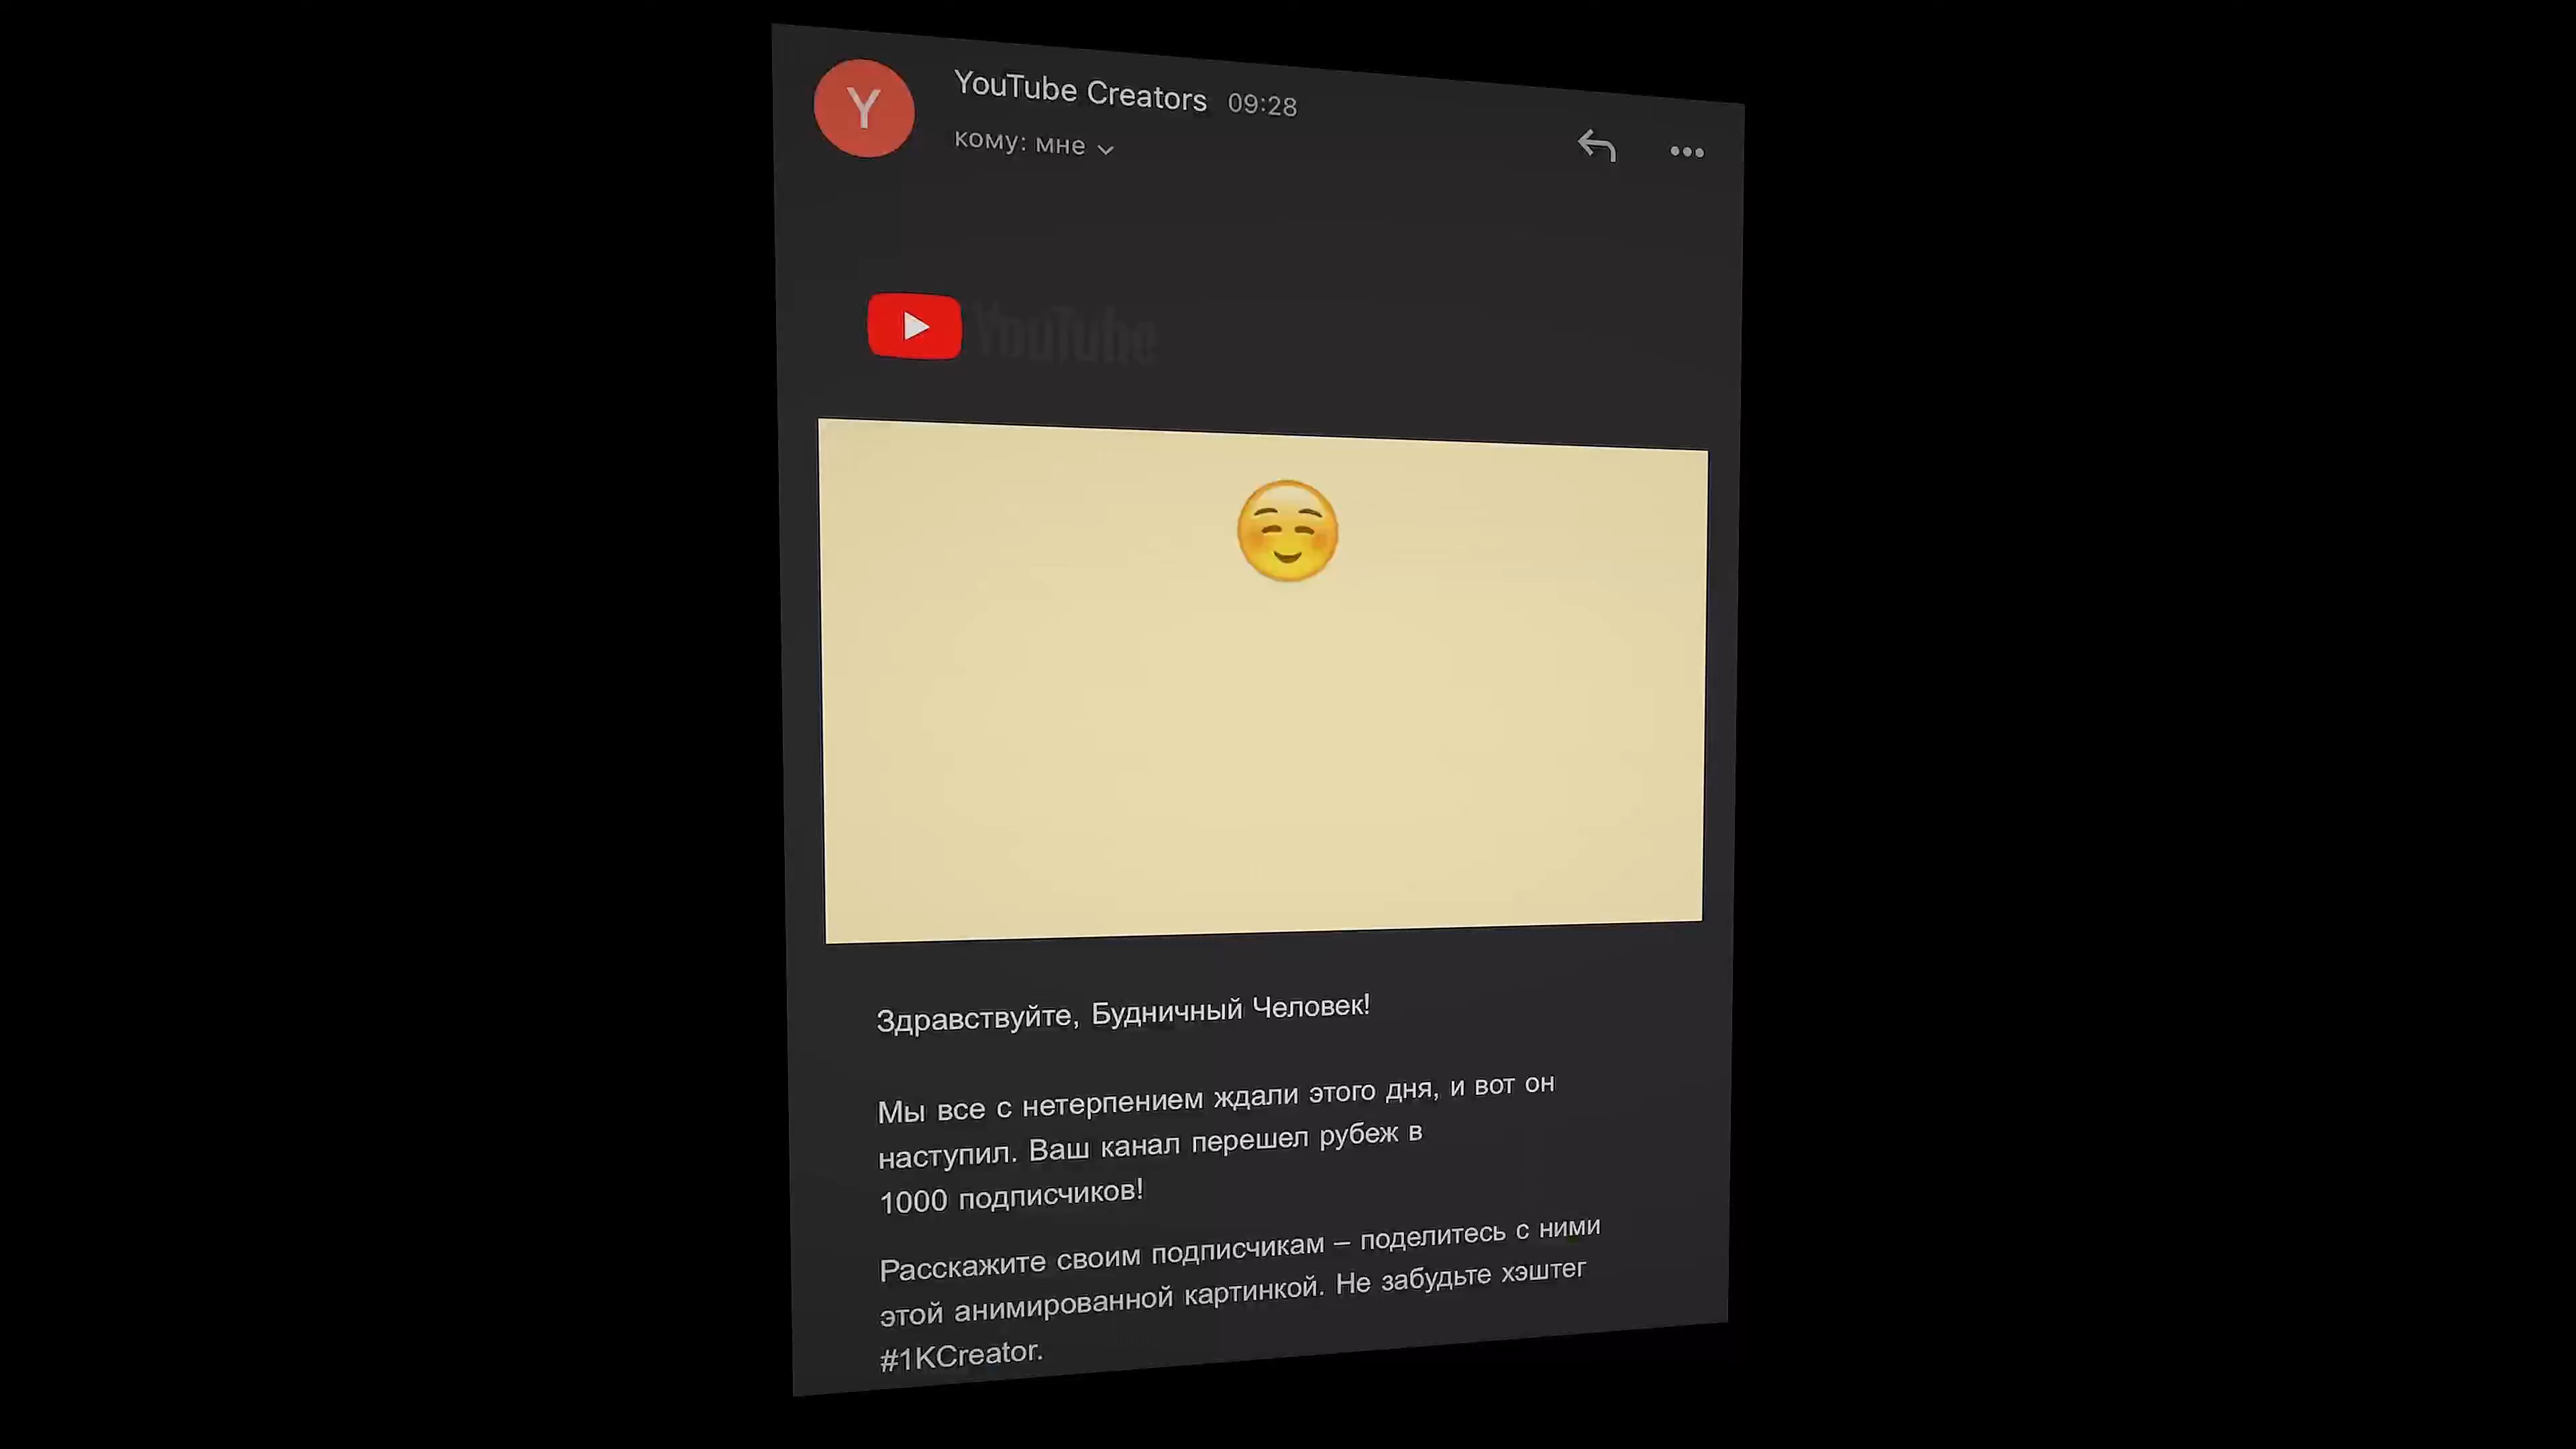 Y
YouTube Creators 09:28
кому: мне
YouTube
Здравствуйте, Будничный Человек!
Мы все с нетерпением ждали этого дня, и вот он
наступил. Ваш канал перешел рубеж в
1000 подписчиков!
Расскажите своим подписчикам – поделитесь с ними
этой анимированной картинкой. Не забудьте хэштег
#1KCreator.